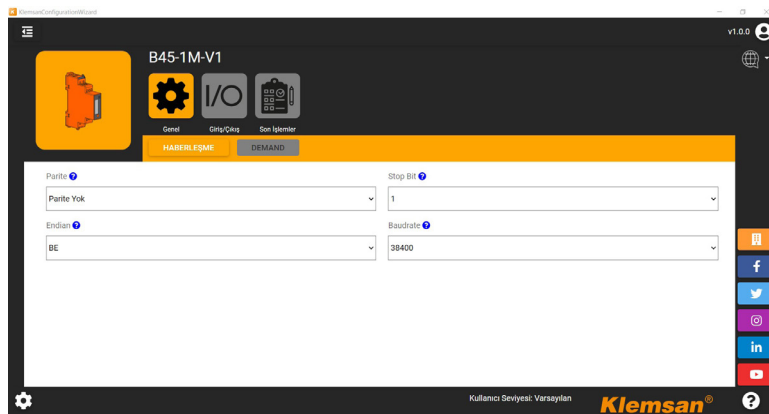 KlemsanConfigurationWizard
v1.0.0
B45-1M-V1
I/O
Genel
Giriş/Çıkış
Son İşlemler
HABERLEŞME
DEMAND
Parite
Stop Bit
Parite Yok
1
Endian
Baudrate
BE
38400
Kullanıcı Seviyesi: Varsayılan
Klemsan®